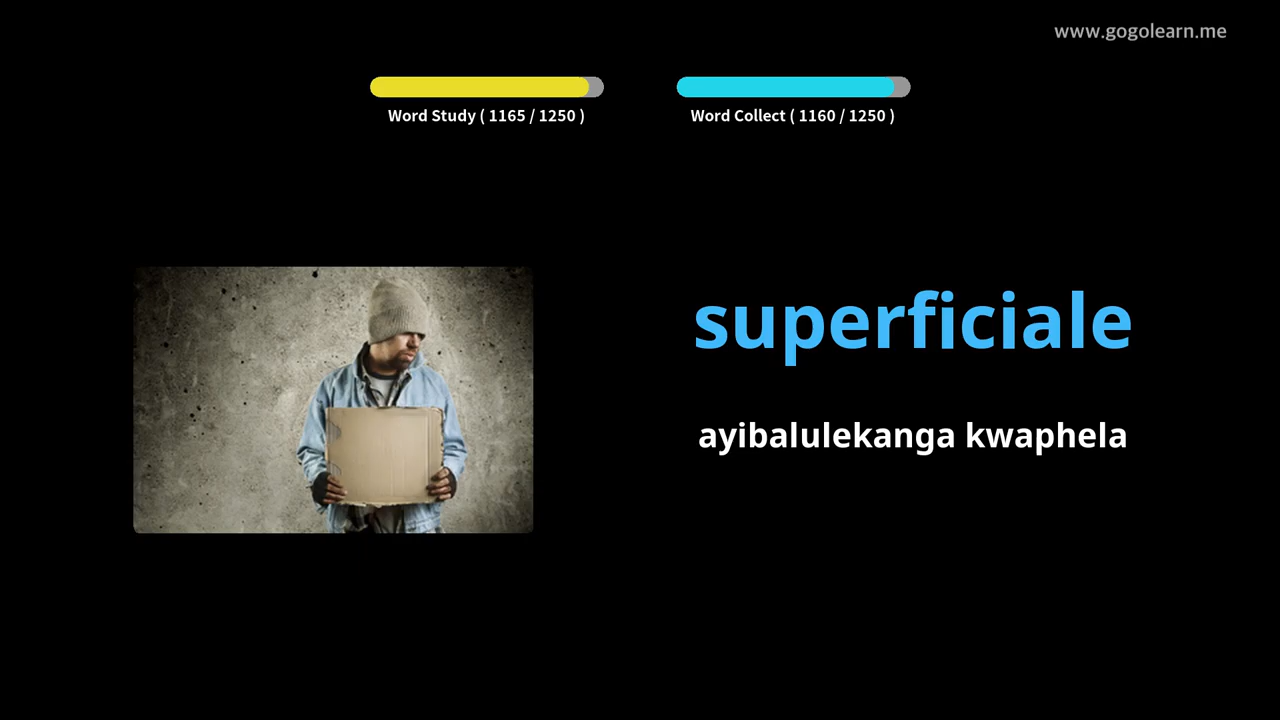 www.gogolearn.me
Word Study ( 1165 / 1250 )
Word Collect ( 1160 / 1250 )
superficiale
ayibalulekanga kwaphela